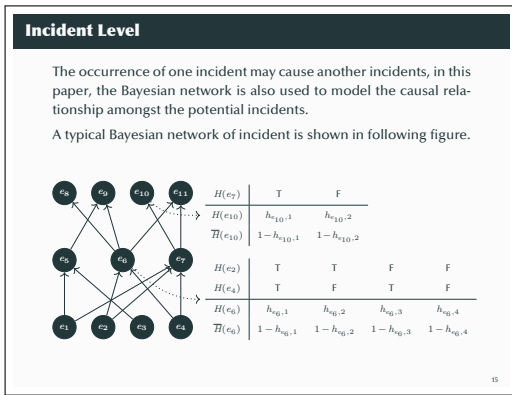 Incident Level
The occurrence of one incident may cause another incidents, in this
paper, the Bayesian network is also used to model the causal rela-
tionship amongst the potential incidents.
A typical Bayesian network of incident is shown in following figure.
e₈ e₉ e₁₀ e₁₁
e₅ e₆ e₇
e₁ e₂ e₃ e₄
H(e₇) T F
H(e₁₀) h_{e₁₀,1} h_{e₁₀,2}
H̅(e₁₀) 1−h_{e₁₀,1} 1−h_{e₁₀,2}
H(e₂) T T F F
H(e₄) T F T F
H(e₆) h_{e₆,1} h_{e₆,2} h_{e₆,3} h_{e₆,4}
H̅(e₆) 1−h_{e₆,1} 1−h_{e₆,2} 1−h_{e₆,3} 1−h_{e₆,4}
15